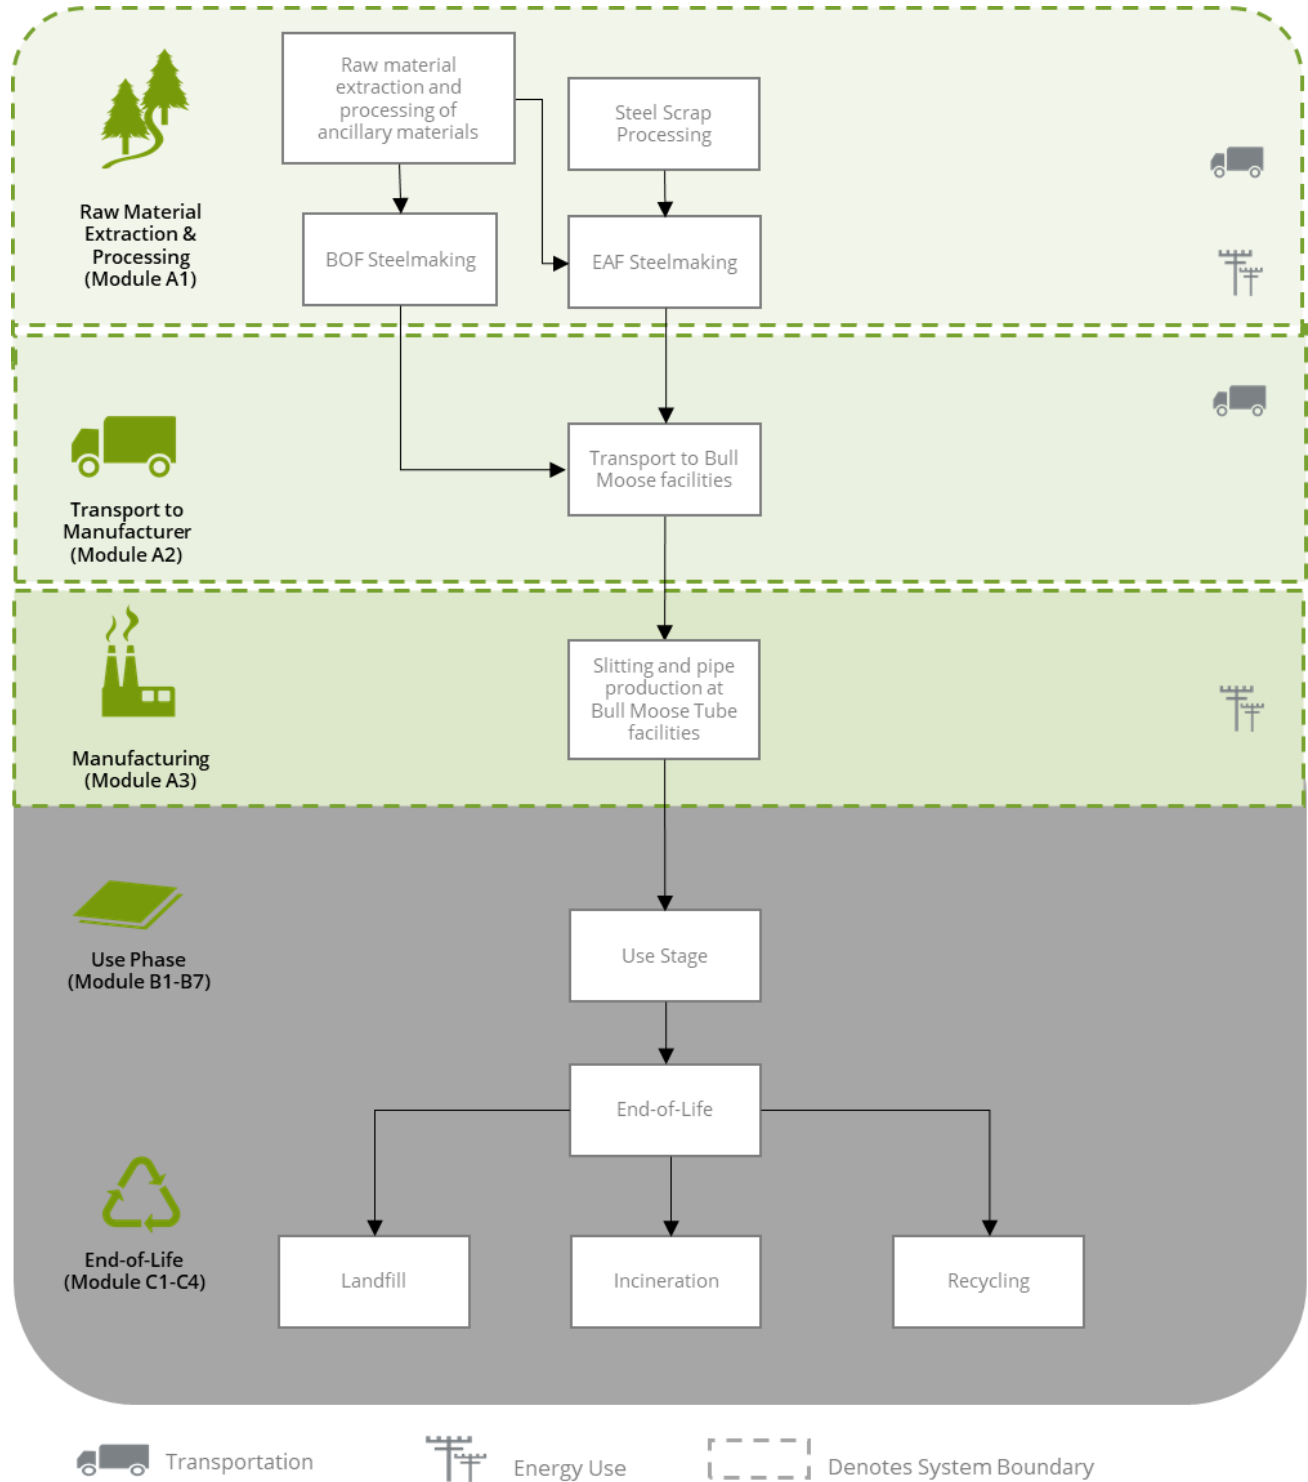 Raw material
extraction and
processing of
ancillary materials
Steel Scrap
Processing
Raw Material
Extraction &
Processing
(Module A1)
BOF Steelmaking
EAF Steelmaking
Transport to
Manufacturer
(Module A2)
Transport to Bull
Moose facilities
Manufacturing
(Module A3)
Slitting and pipe
production at
Bull Moose Tube
facilities
Use Phase
(Module B1-B7)
Use Stage
End-of-Life
End-of-Life
(Module C1-C4)
Landfill
Incineration
Recycling
Transportation
Energy Use
Denotes System Boundary